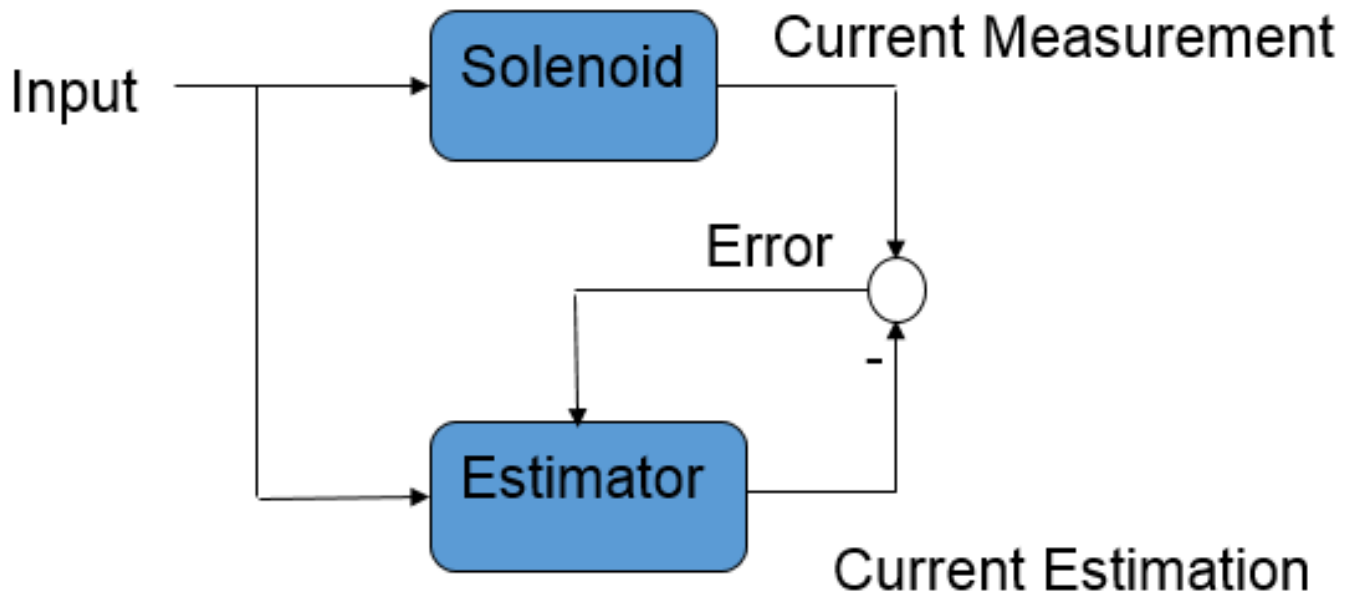 Current Measurement
Solenoid
Input
Error
-
Estimator
Current Estimation